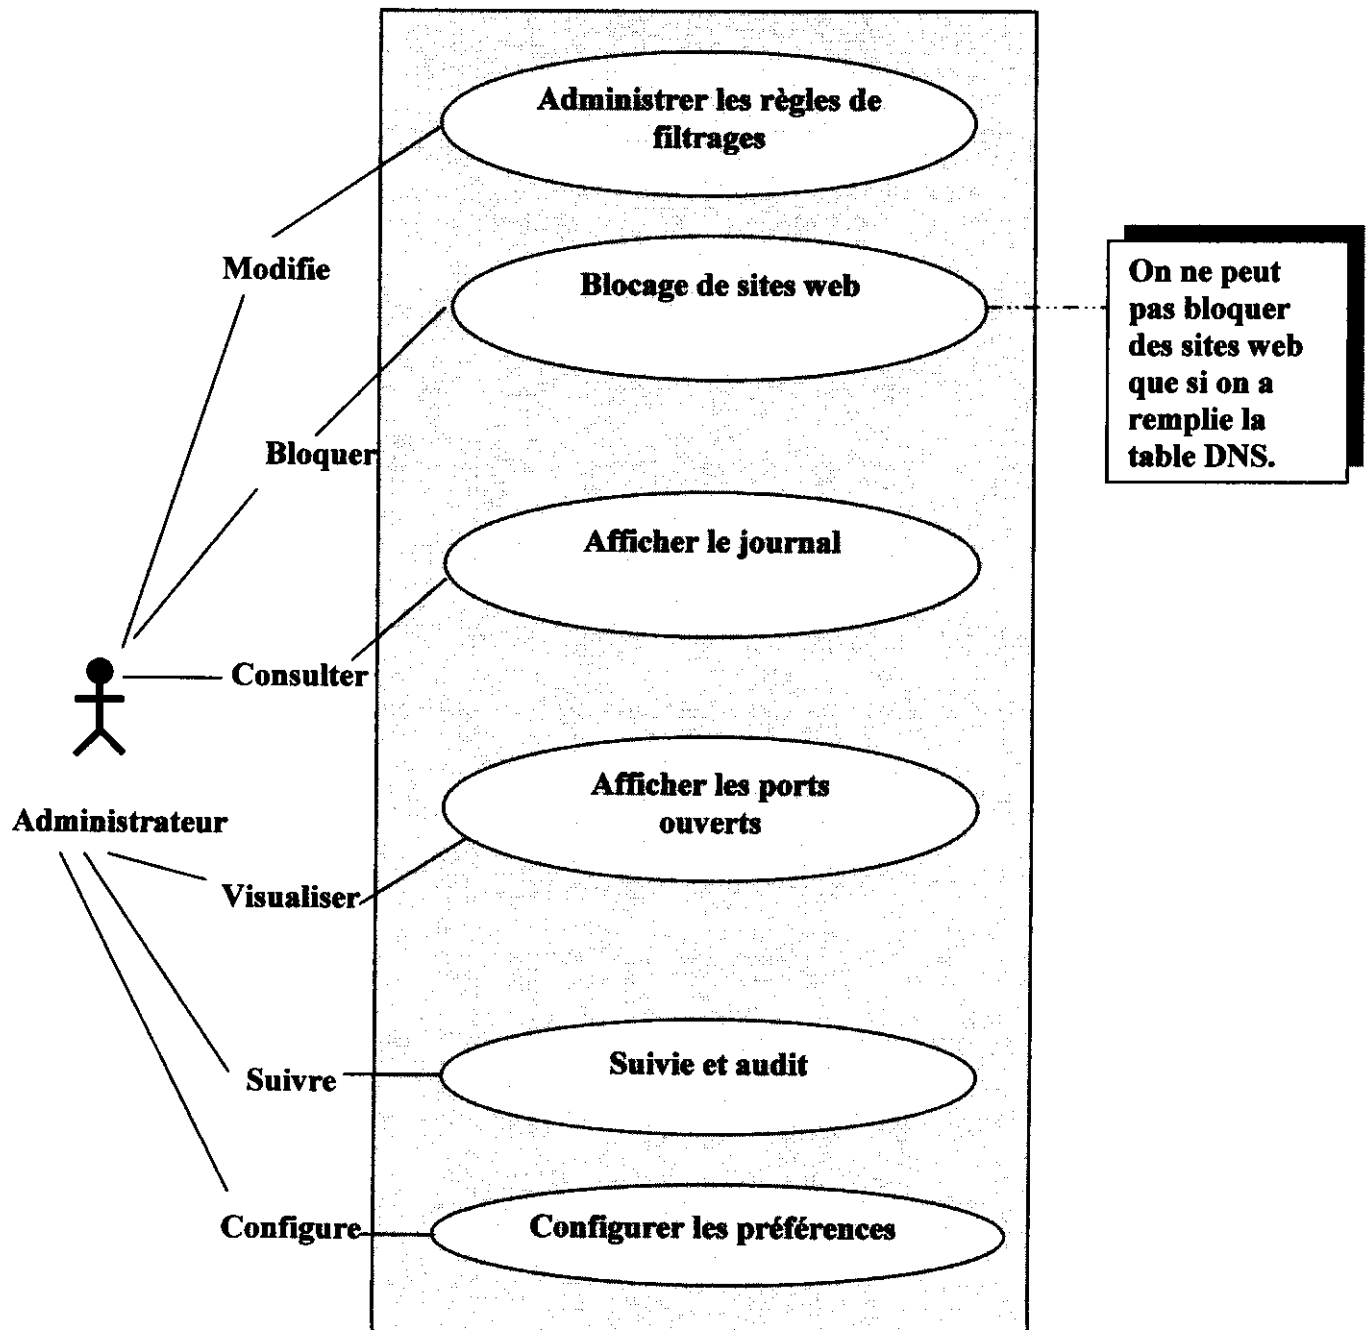 Administrer les règles de
filtrages
Modifie
Blocage de sites web
On ne peut
pas bloquer
des sites web
que si on a
remplie la
table DNS.
Bloquer
Afficher le journal
Consulter
Afficher les ports
ouverts
Administrateur
Visualiser
Suivie et audit
Suivre
Configure
Configurer les préférences